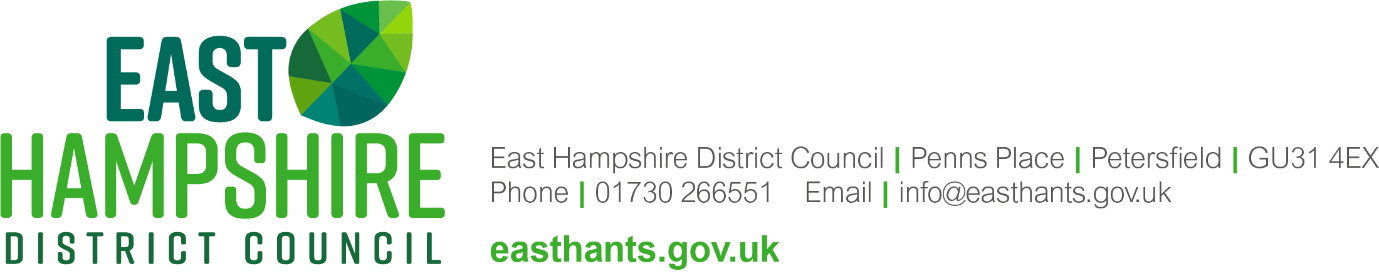 EAST
HAMPSHIRE
DISTRICT COUNCIL
East Hampshire District Council | Penns Place | Petersfield | GU31 4EX
Phone | 01730 266551 Email | info@easthants.gov.uk
easthants.gov.uk